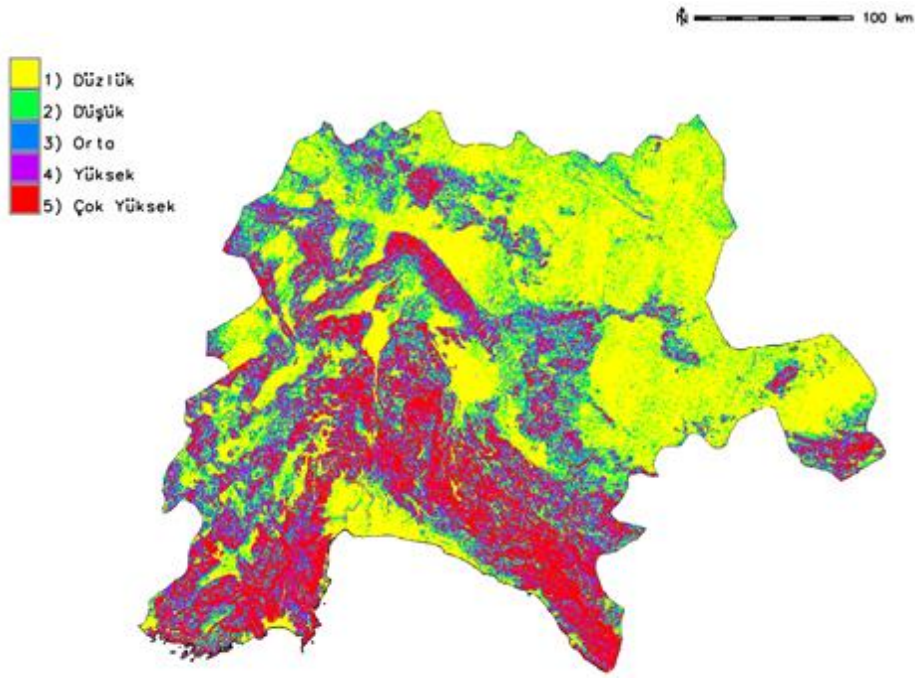 N 100 km
1) Düzlük
2) Düşük
3) Orta
4) Yüksek
5) Çok Yüksek